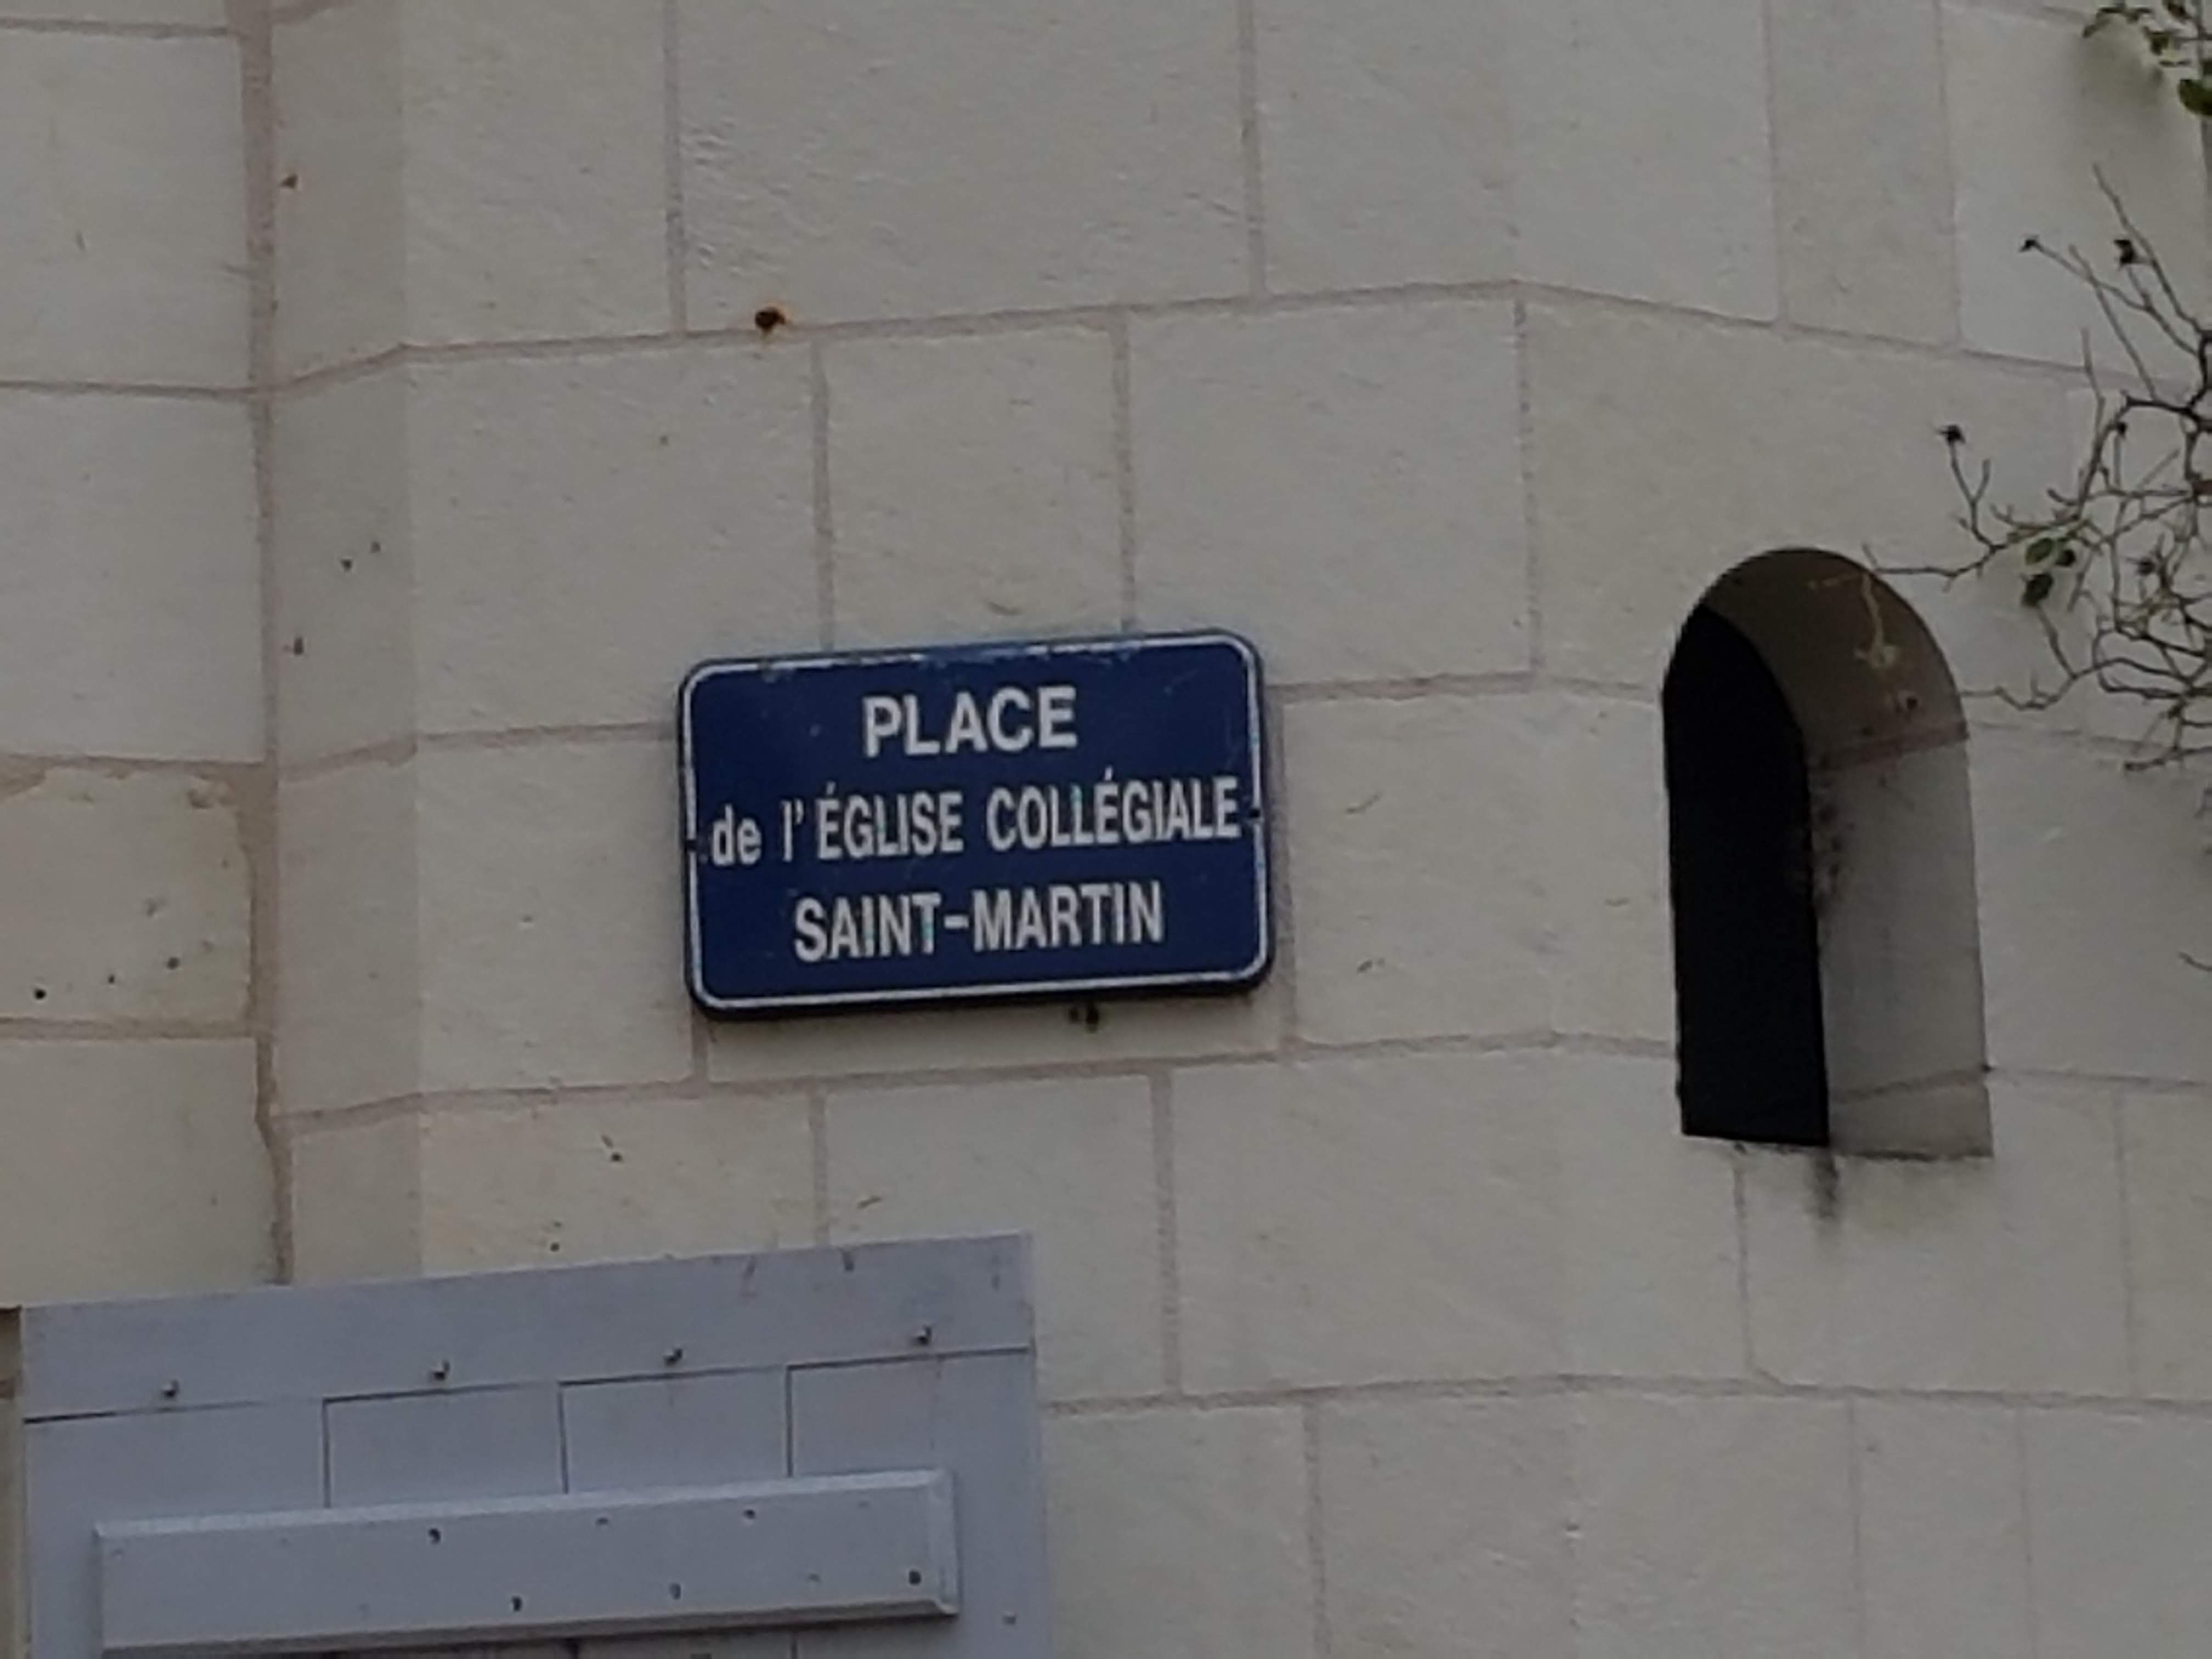 PLACE
de l'ÉGLISE COLLÉGIALE
SAINT-MARTIN